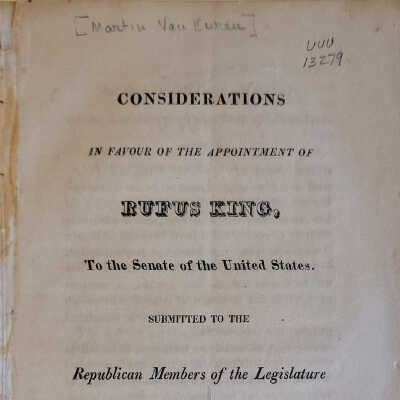 [Martin Van Buren]
UUU
13279
CONSIDERATIONS
IN FAVOUR OF THE APPOINTMENT OF
RUFUS KING,
To the Senate of the United States.
SUBMITTED TO THE
Republican Members of the Legislature